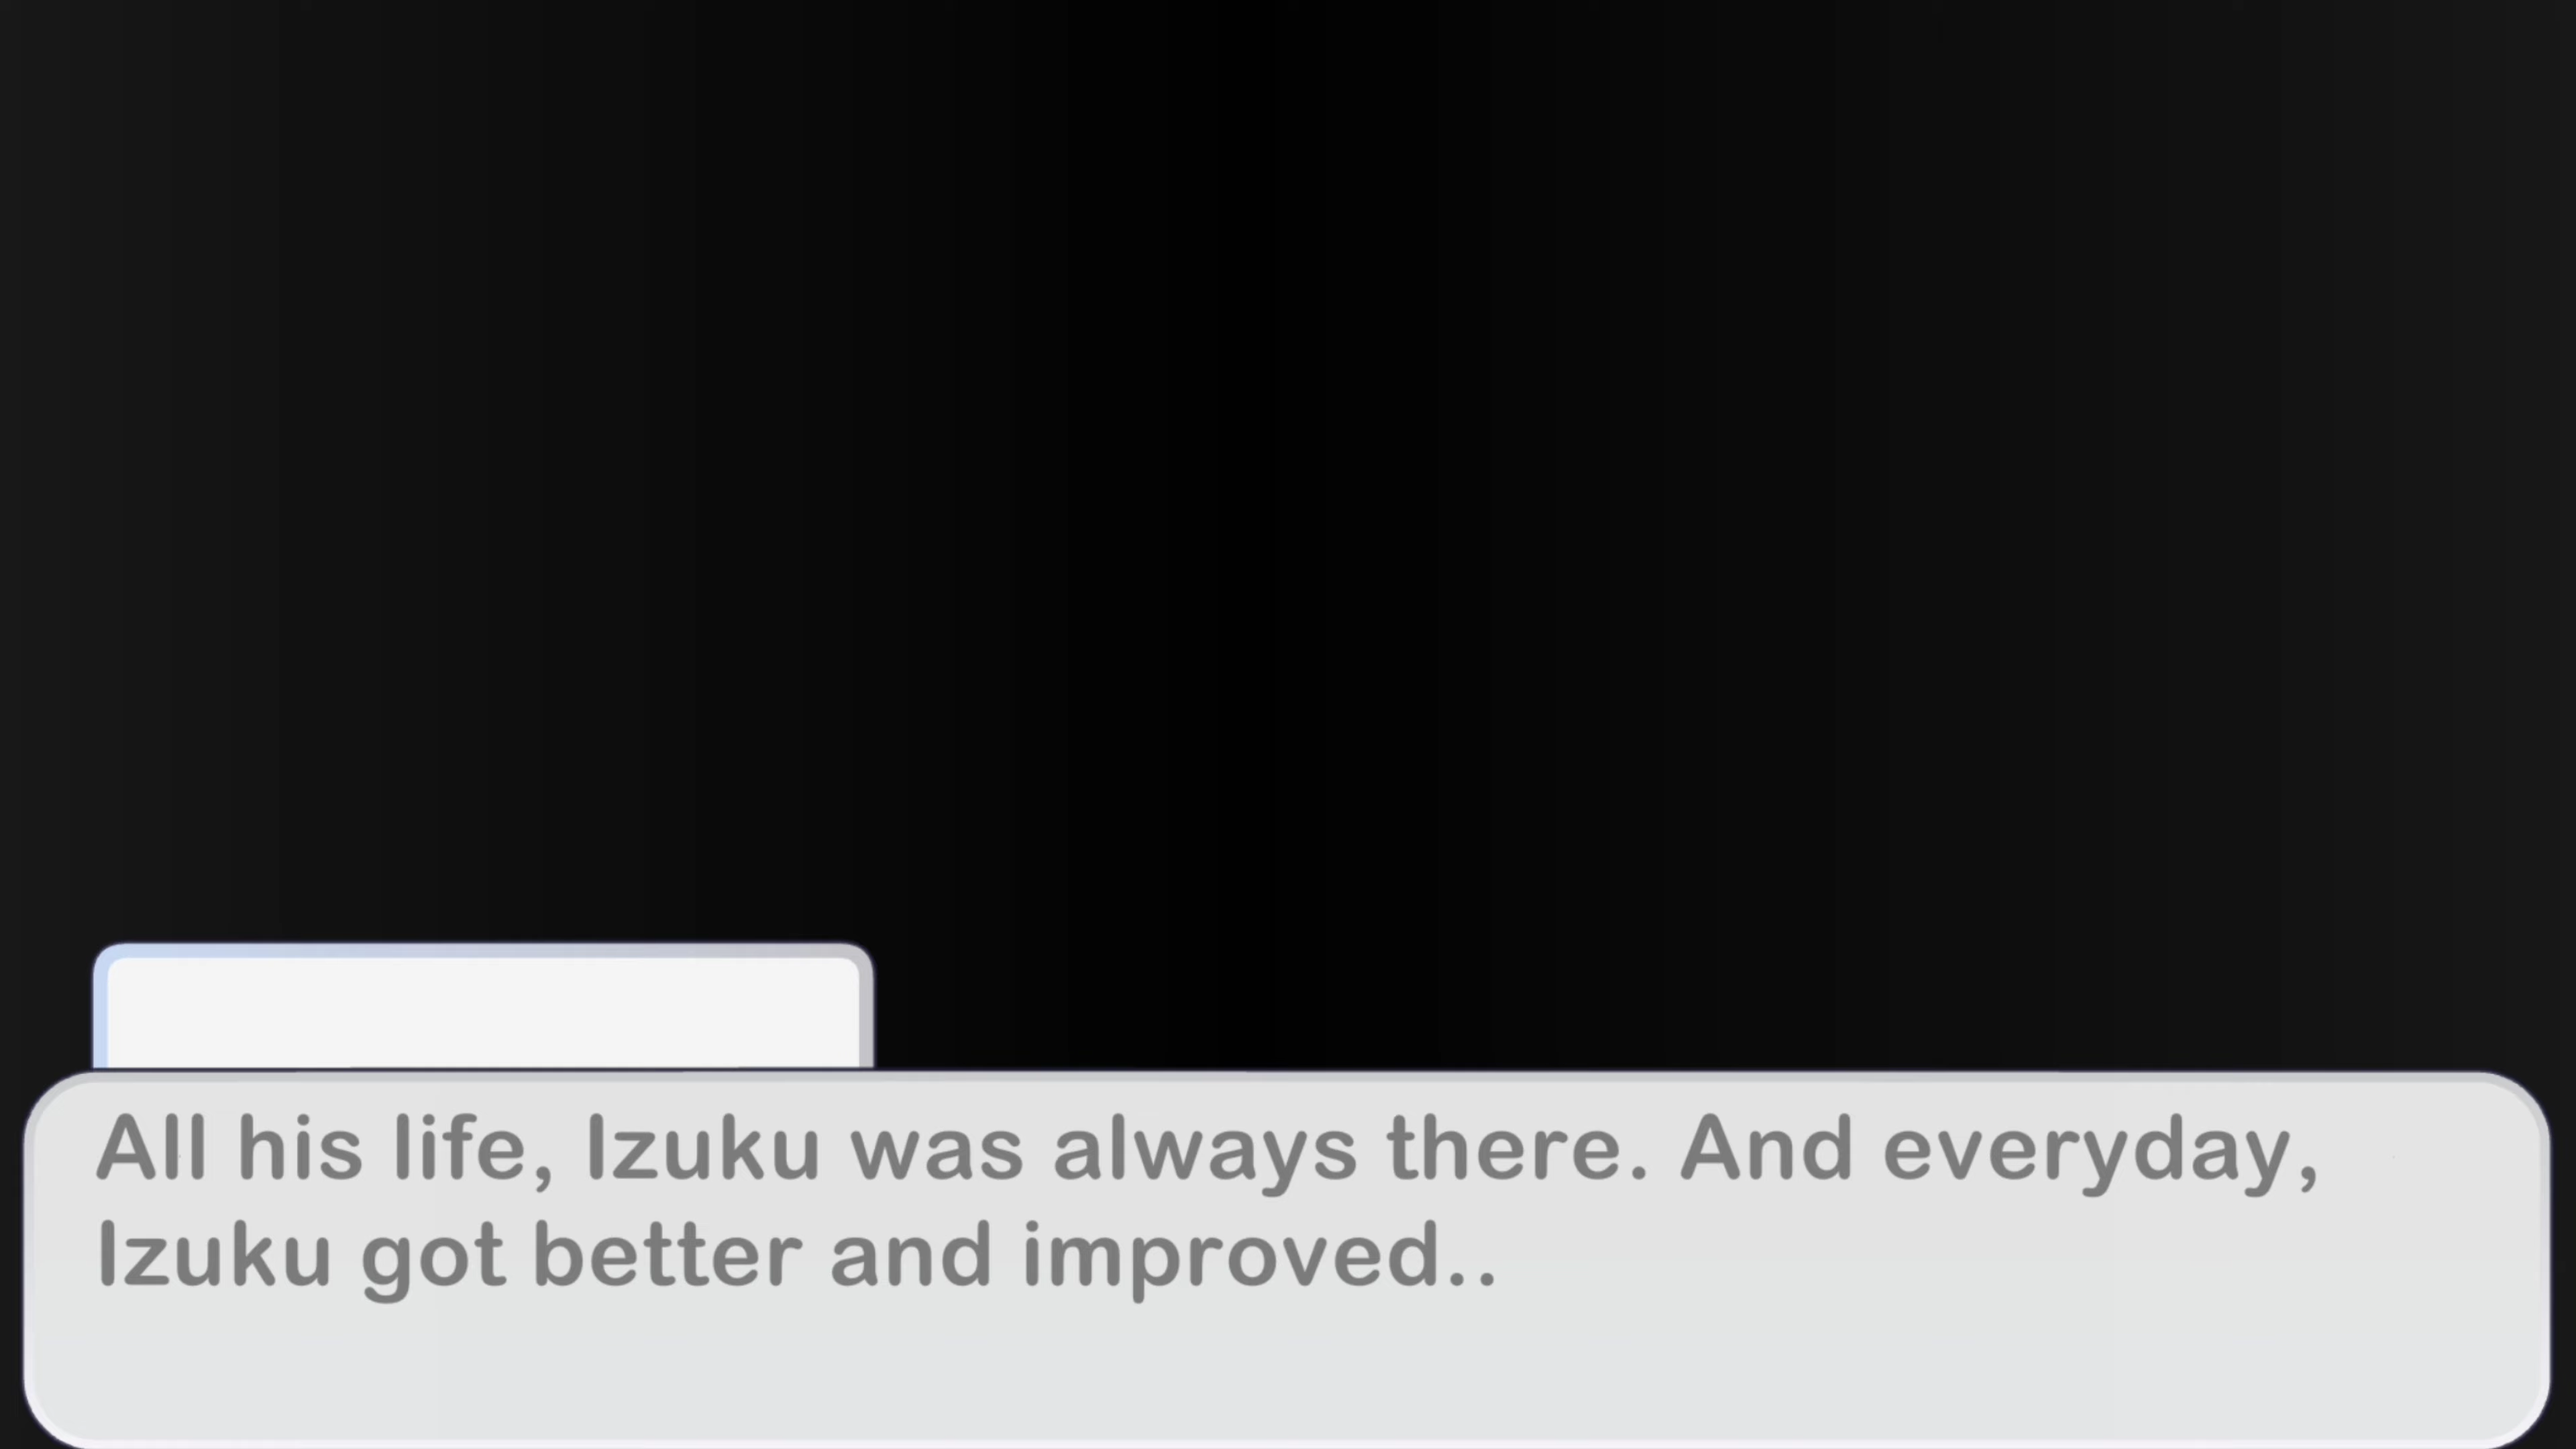 All his life, Izuku was always there. And everyday,
Izuku got better and improved..